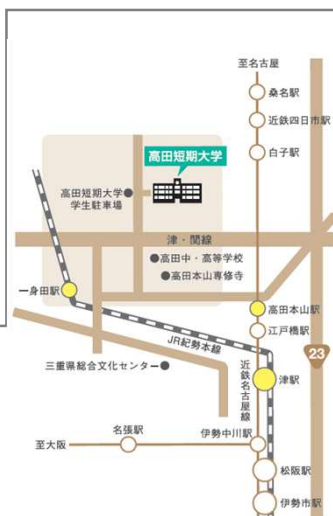 至名古屋
桑名駅
近鉄四日市駅
白子駅
高田短期大学
高田短期大学
学生駐車場
津・関線
高田中・高等学校
高田本山専修寺
一身田駅
高田本山駅
江戸橋駅
JR紀勢本線
23
三重県総合文化センター
近鉄名古屋線
津駅
名張駅
伊勢中川駅
至大阪
松阪駅
伊勢市駅